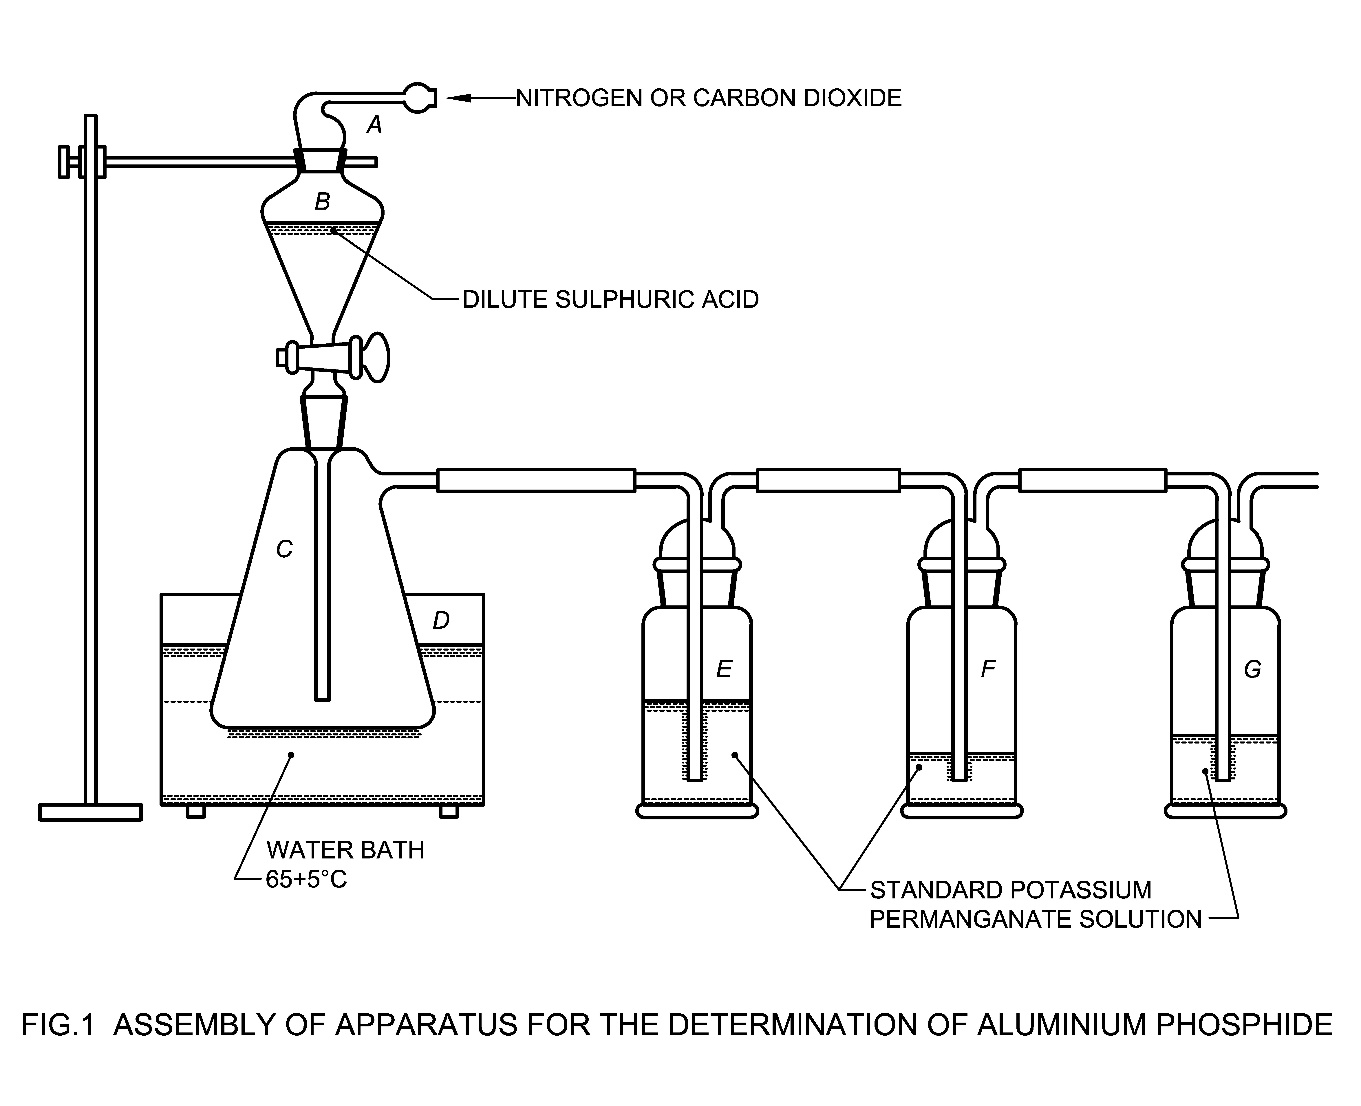 NITROGEN OR CARBON DIOXIDE
A
B
DILUTE SULPHURIC ACID
C
D
E
F
G
WATER BATH
65+5°C
STANDARD POTASSIUM
PERMANGANATE SOLUTION
FIG.1 ASSEMBLY OF APPARATUS FOR THE DETERMINATION OF ALUMINIUM PHOSPHIDE